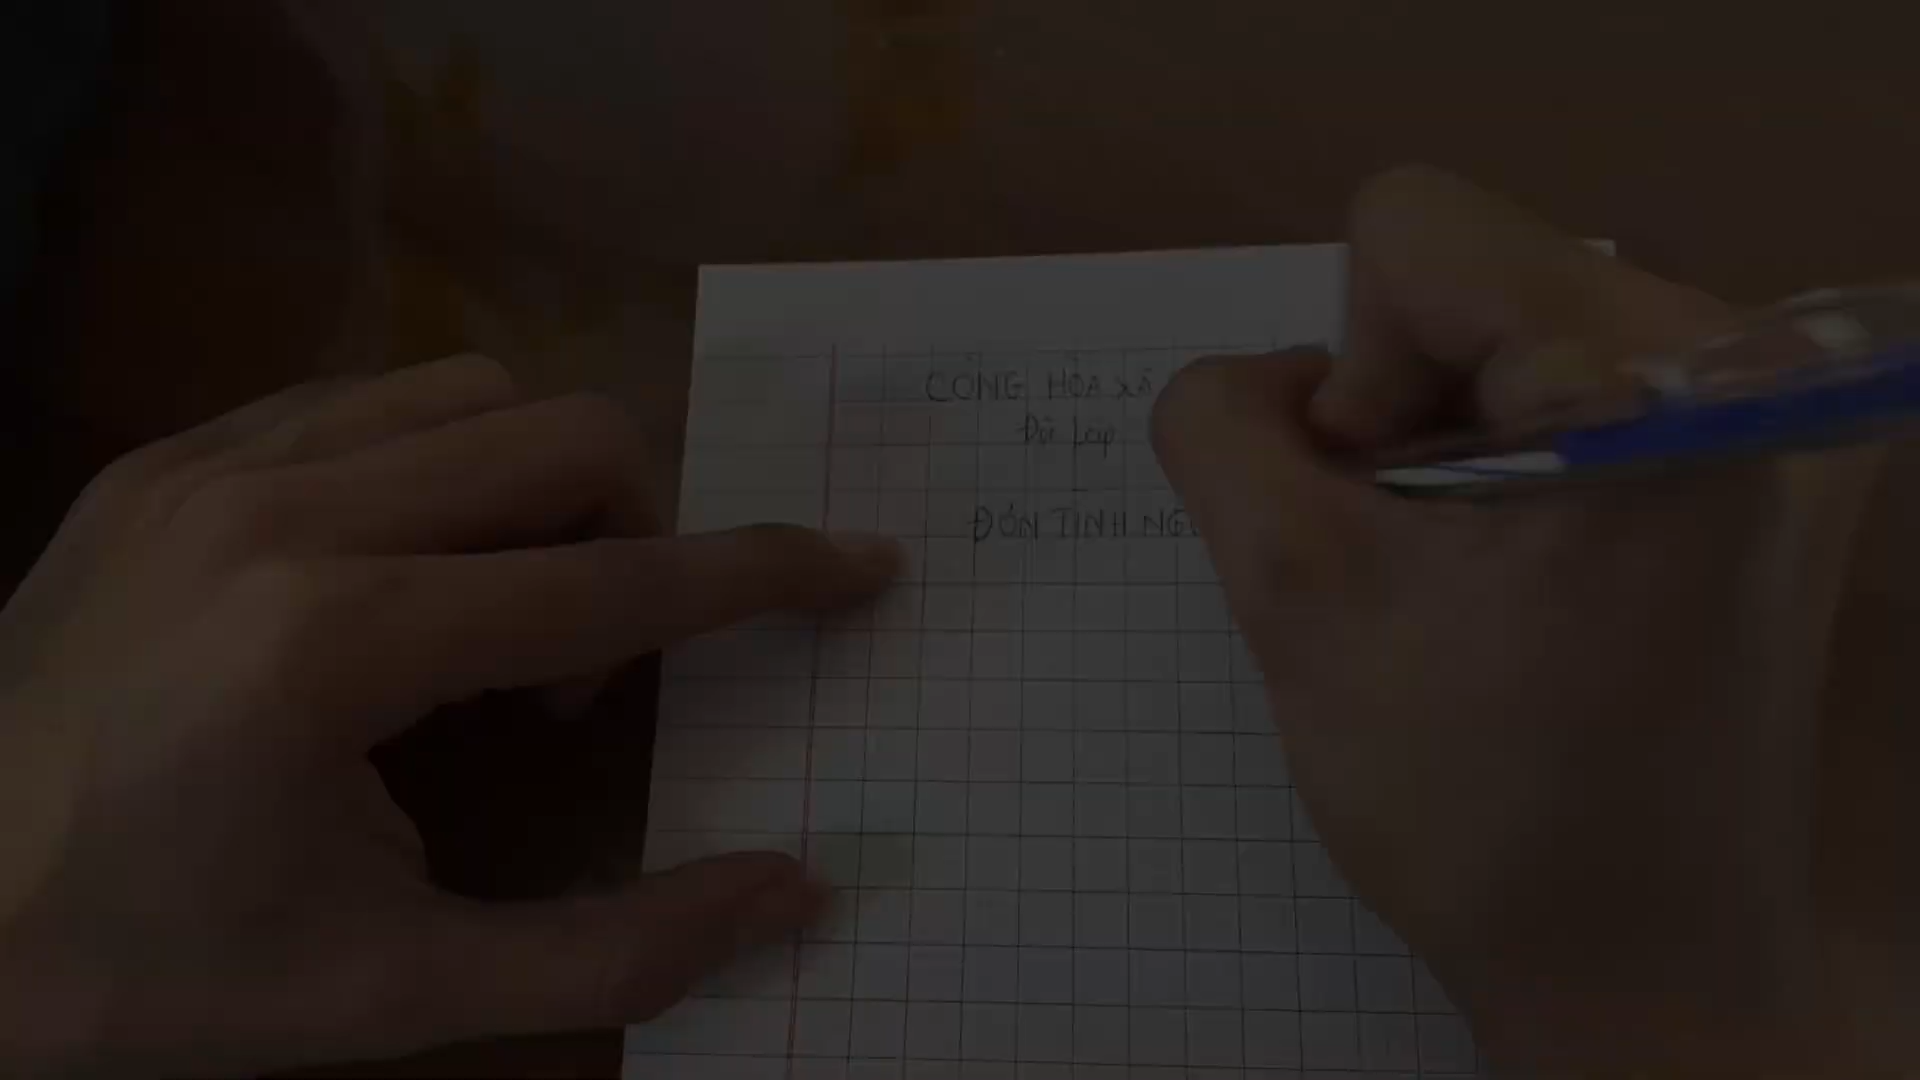 CỘNG HÒA XÃ
Độc lập
ĐƠN TÌNH NG